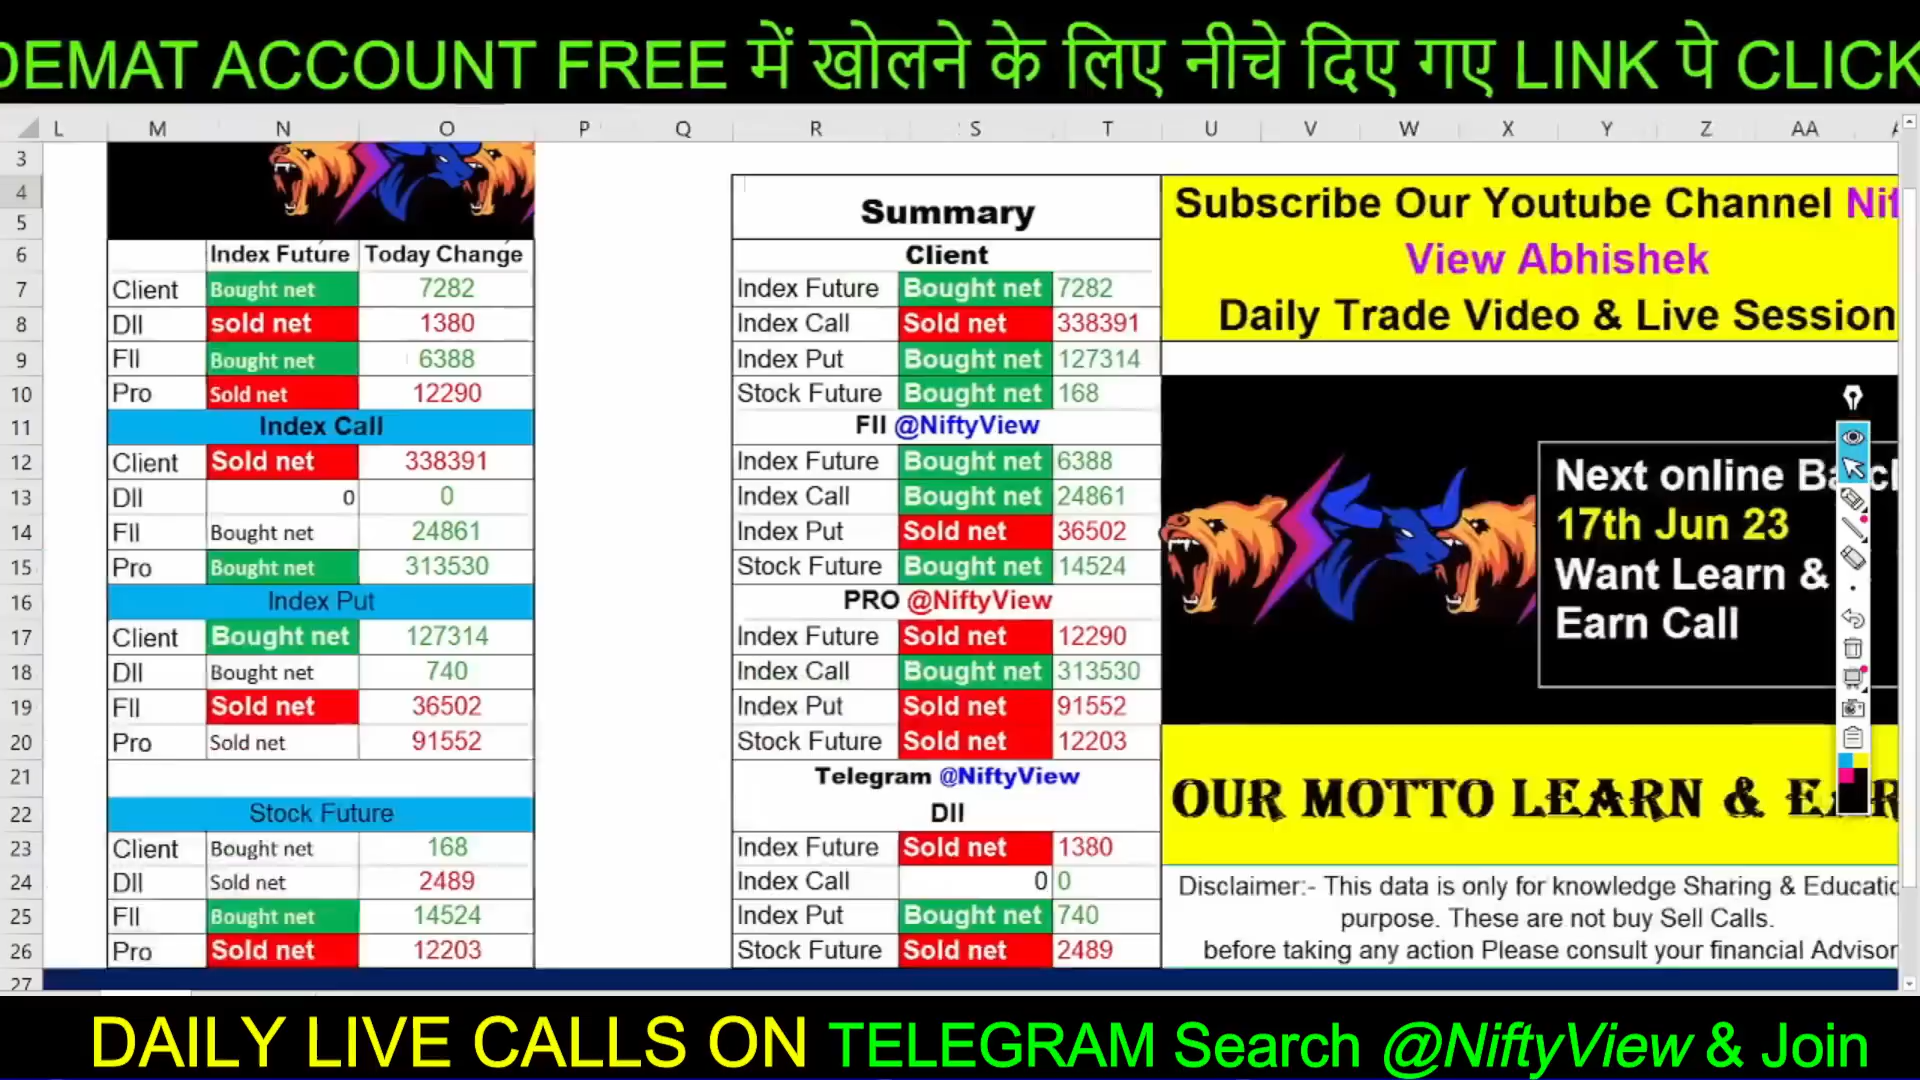 DEMAT ACCOUNT FREE में खोलने के लिए नीचे दिए गए LINK पे CLICK
L M N O P Q R S T U V W X Y Z AA
3
4
5
6
7
8
9
10
11
12
13
14
15
16
17
18
19
20
21
22
23
24
25
26
27
Index Future Today Change
Client Bought net 7282
DII sold net 1380
FII Bought net 6388
Pro Sold net 12290
Index Call
Client Sold net 338391
DII 0 0
FII Bought net 24861
Pro Bought net 313530
Index Put
Client Bought net 127314
DII Bought net 740
FII Sold net 36502
Pro Sold net 91552
Stock Future
Client Bought net 168
DII Sold net 2489
FII Bought net 14524
Pro Sold net 12203
Summary
Client
Index Future Bought net 7282
Index Call Sold net 338391
Index Put Bought net 127314
Stock Future Bought net 168
FII @NiftyView
Index Future Bought net 6388
Index Call Bought net 24861
Index Put Sold net 36502
Stock Future Bought net 14524
PRO @NiftyView
Index Future Sold net 12290
Index Call Bought net 313530
Index Put Sold net 91552
Stock Future Sold net 12203
Telegram @NiftyView
DII
Index Future Sold net 1380
Index Call 0 0
Index Put Bought net 740
Stock Future Sold net 2489
Subscribe Our Youtube Channel
View Abhishek
Daily Trade Video & Live Session
Next online
17th Jun 23
Want Learn &
Earn Call
OUR MOTTO LEARN &
Disclaimer:- This data is only for knowledge Sharing &
purpose. These are not buy Sell Calls.
before taking any action Please consult your financial Advisor
DAILY LIVE CALLS ON TELEGRAM Search @NiftyView & Join